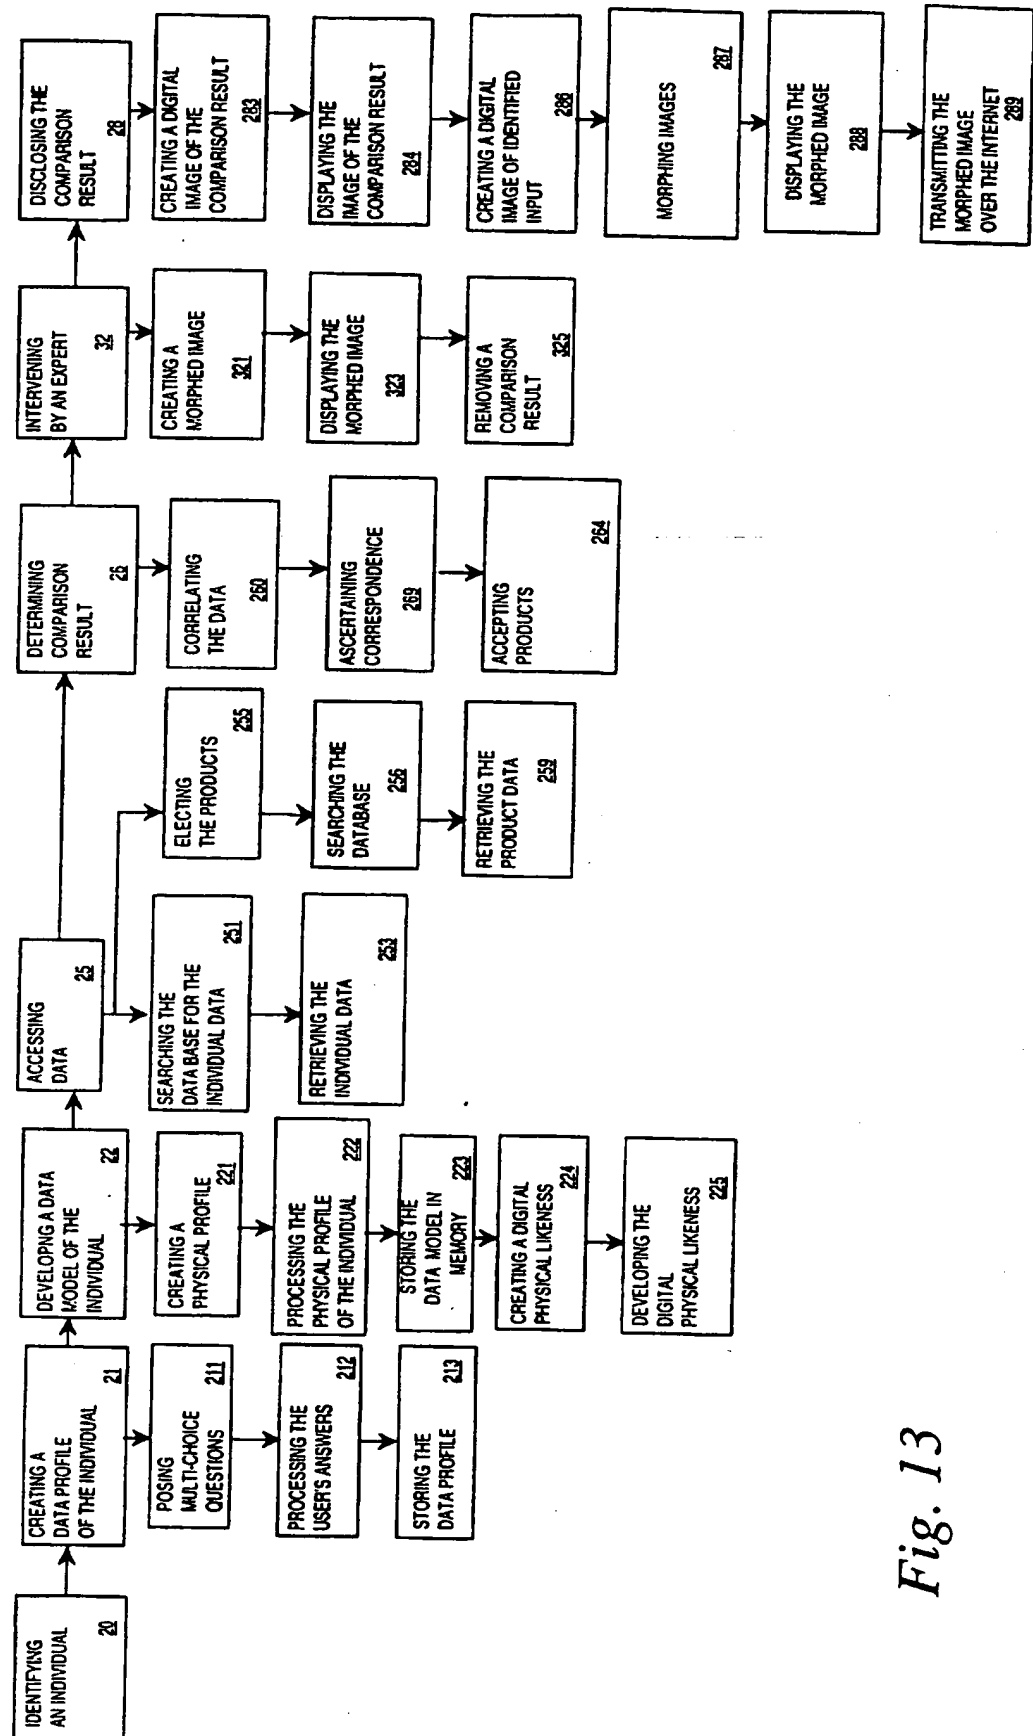 IDENTIFYING
AN INDIVIDUAL
20
CREATING A
DATA PROFILE
OF THE INDIVIDUAL
21
POSING
MULTI-CHOICE
QUESTIONS
211
PROCESSING THE
USER'S ANSWERS
212
STORING THE
DATA PROFILE
213
DEVELOPNG A DATA
MODEL OF THE
INDIVIDUAL
22
CREATING A
PHYSICAL PROFILE
221
PROCESSING THE
PHYSICAL PROFILE
OF THE INDIVIDUAL
222
STORING THE
DATA MODEL IN
MEMORY
223
CREATING A DIGITAL
PHYSICAL LIKENESS
224
DEVELOPING THE
DIGITAL
PHYSICAL LIKENESS
225
ACCESSING
DATA
25
SEARCHING THE
DATA BASE FOR THE
INDIVIDUAL DATA
251
RETRIEVING THE
INDIVIDUAL DATA
253
ELECTING
THE PRODUCTS
255
SEARCHING THE
DATABASE
256
RETRIEVING THE
PRODUCT DATA
259
DETERMINING
COMPARISON
RESULT
26
CORRELATING
THE DATA
260
ASCERTAINING
CORRESPONDENCE
269
ACCEPTING
PRODUCTS
264
INTERVENING
BY AN EXPERT
32
CREATING A
MORPHED IMAGE
321
DISPLAYING THE
MORPHED IMAGE
323
REMOVING A
COMPARISON
RESULT
325
DISCLOSING THE
COMPARISON
RESULT
28
CREATING A DIGITAL
IMAGE OF THE
COMPARISON RESULT
283
DISPLAYING THE
IMAGE OF THE
COMPARISON RESULT
284
CREATING A DIGITAL
IMAGE OF IDENTIFIED
INPUT
286
MORPHING IMAGES
287
DISPLAYING THE
MORPHED IMAGE
288
TRANSMITTING THE
MORPHED IMAGE
OVER THE INTERNET
289
Fig. 13